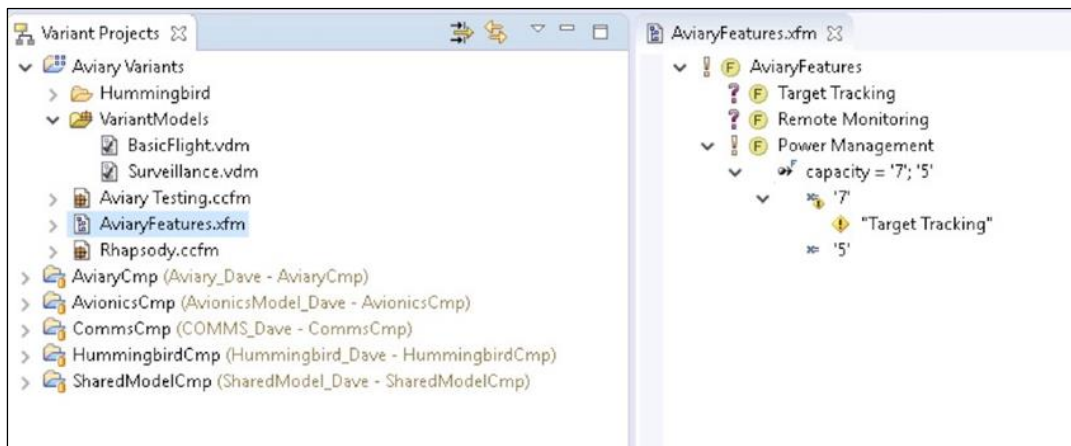 Variant Projects
Aviary Variants
Hummingbird
VariantModels
BasicFlight.vdm
Surveillance.vdm
Aviary Testing.ccfm
AviaryFeatures.xfm
Rhapsody.ccfm
AviaryCmp (Aviary_Dave - AviaryCmp)
AvionicsCmp (AvionicsModel_Dave - AvionicsCmp)
CommsCmp (COMMS_Dave - CommsCmp)
HummingbirdCmp (Hummingbird_Dave - HummingbirdCmp)
SharedModelCmp (SharedModel_Dave - SharedModelCmp)
AviaryFeatures.xfm
! F AviaryFeatures
? F Target Tracking
? F Remote Monitoring
! F Power Management
F capacity = '7'; '5'
'7'
"Target Tracking"
'5'